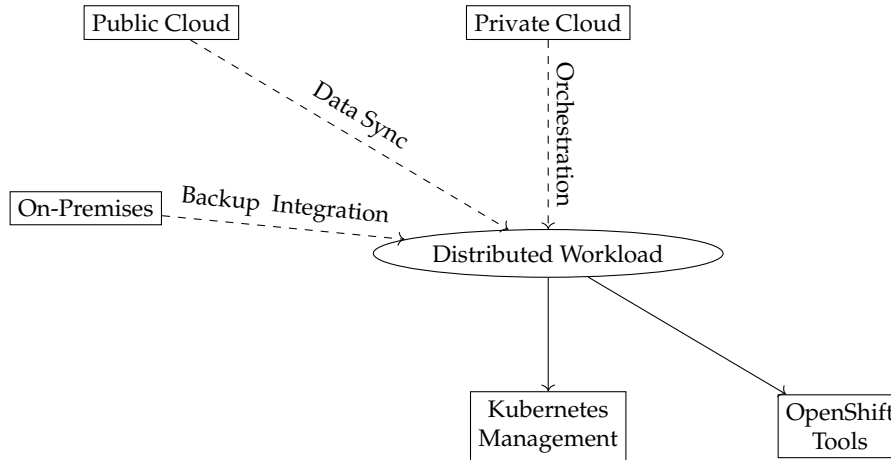 Public Cloud
Private Cloud
Data Sync
Orchestration
On-Premises
Backup Integration
Distributed Workload
Kubernetes
Management
OpenShift
Tools